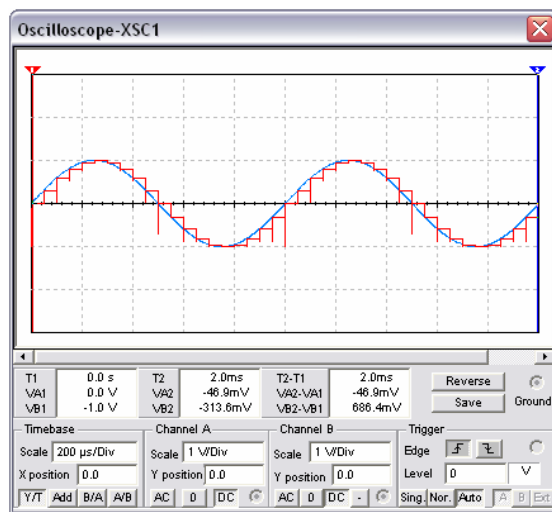 Oscilloscope-XSC1
1 2
T1 0.0 s T2 2.0ms T2-T1 2.0ms
VA1 0.0 V VA2 -46.9mV VA2-VA1 -46.9mV
VB1 -1.0 V VB2 -313.6mV VB2-VB1 686.4mV
Reverse
Save
Ground
Timebase
Scale 200 µs/Div
X position 0.0
Y/T Add B/A A/B
Channel A
Scale 1 V/Div
Y position 0.0
AC 0 DC
Channel B
Scale 1 V/Div
Y position 0.0
AC 0 DC -
Trigger
Edge
Level 0 V
Sing. Nor. Auto A B Ext